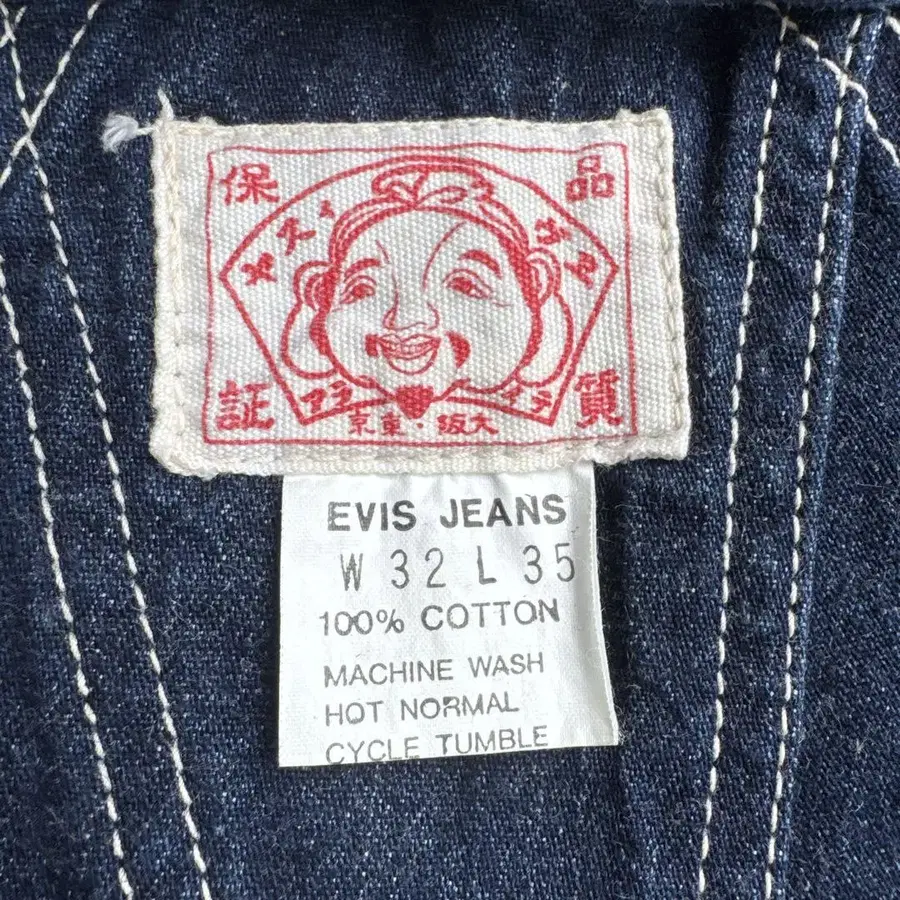 品質保証
大阪・東京
EVIS JEANS
W 32 L 35
100% COTTON
MACHINE WASH
HOT NORMAL
CYCLE TUMBLE